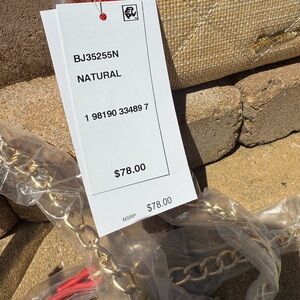 BJ35255N
NATURAL
1 98190 33489 7
$78.00
MSRP $78.00